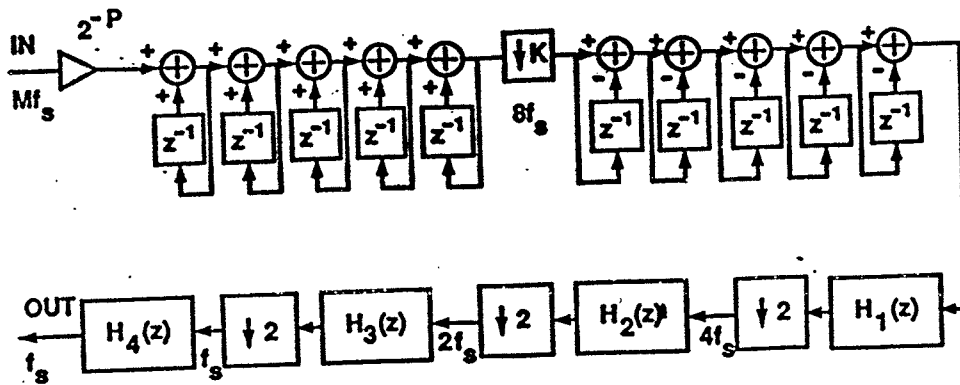 2^-P
IN
Mf_s
+ + + + + + + + + +
↓K
8f_s
+ + + + + - - - - -
z^-1 z^-1 z^-1 z^-1 z^-1 z^-1 z^-1 z^-1 z^-1 z^-1
OUT
f_s
H_4(z)
f_s
↓2
H_3(z)
2f_s
↓2
H_2(z)
4f_s
↓2
H_1(z)